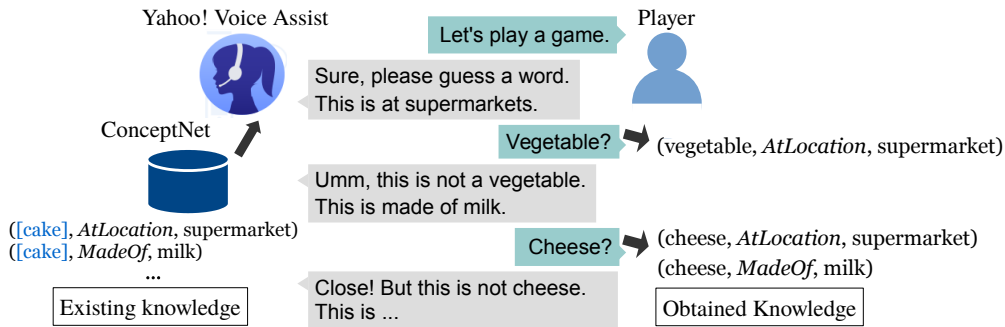 Yahoo! Voice Assist
Player
Let's play a game.
Sure, please guess a word.
This is at supermarkets.
ConceptNet
Vegetable?
(vegetable, AtLocation, supermarket)
Umm, this is not a vegetable.
This is made of milk.
([cake], AtLocation, supermarket)
([cake], MadeOf, milk)
...
Cheese?
(cheese, AtLocation, supermarket)
(cheese, MadeOf, milk)
Close! But this is not cheese.
This is ...
Existing knowledge
Obtained Knowledge